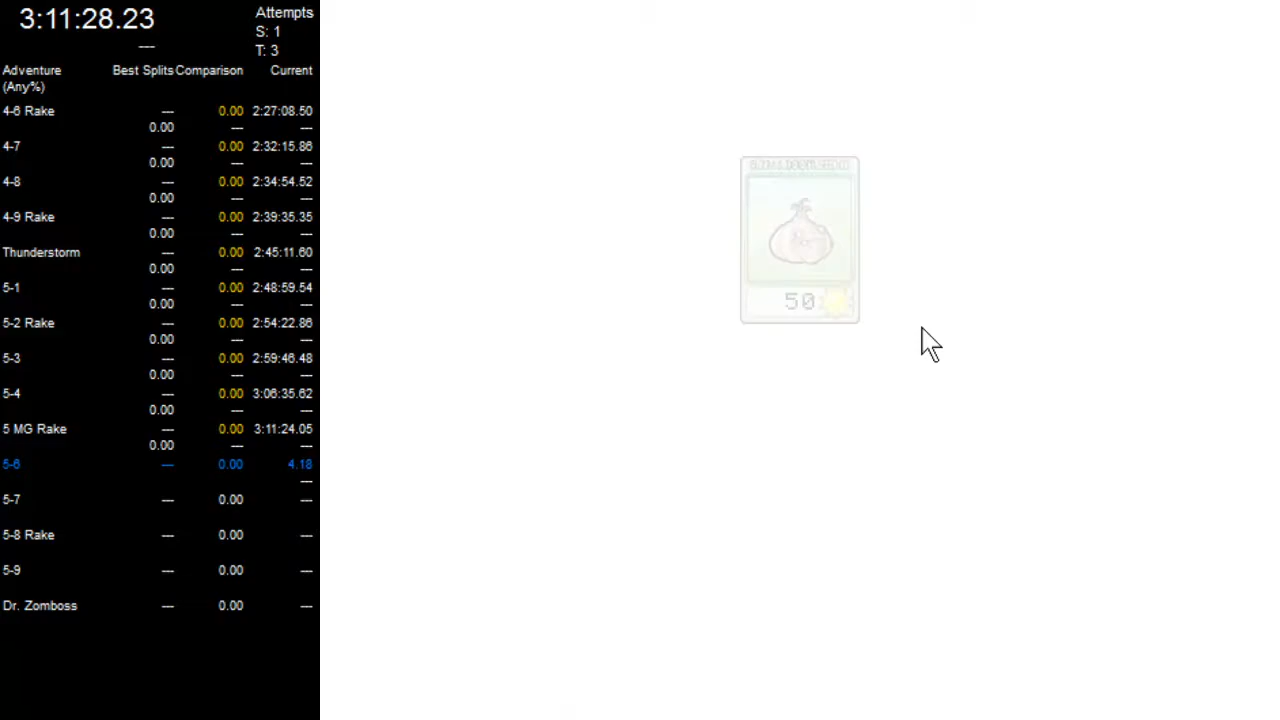 3:11:28.23 Attempts
--- S: 1
T: 3
Adventure (Any%) Best Splits Comparison Current
4-6 Rake --- 0.00 2:27:08.50
0.00 --- ---
4-7 --- 0.00 2:32:15.86
0.00 --- ---
4-8 --- 0.00 2:34:54.52
0.00 --- ---
4-9 Rake --- 0.00 2:39:35.35
0.00 --- ---
Thunderstorm --- 0.00 2:45:11.60
0.00 --- ---
5-1 --- 0.00 2:48:59.54
0.00 --- ---
5-2 Rake --- 0.00 2:54:22.86
0.00 --- ---
5-3 --- 0.00 2:59:46.48
0.00 --- ---
5-4 --- 0.00 3:06:35.62
0.00 --- ---
5 MG Rake --- 0.00 3:11:24.05
0.00 --- ---
5-6 --- 0.00 4.18
---
5-7 --- 0.00 ---
5-8 Rake --- 0.00 ---
5-9 --- 0.00 ---
Dr. Zomboss --- 0.00 ---
50